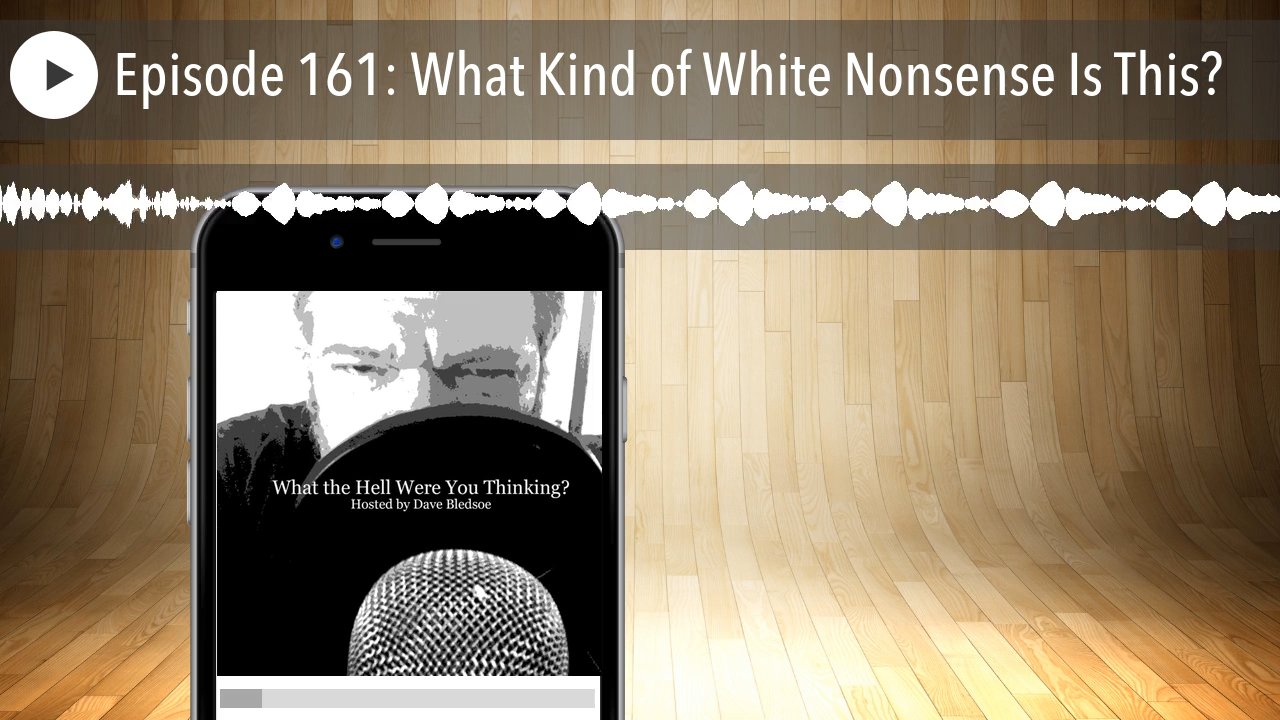 Episode 161: What Kind of White Nonsense Is This?
What the Hell Were You Thinking?
Hosted by Dave Bledsoe